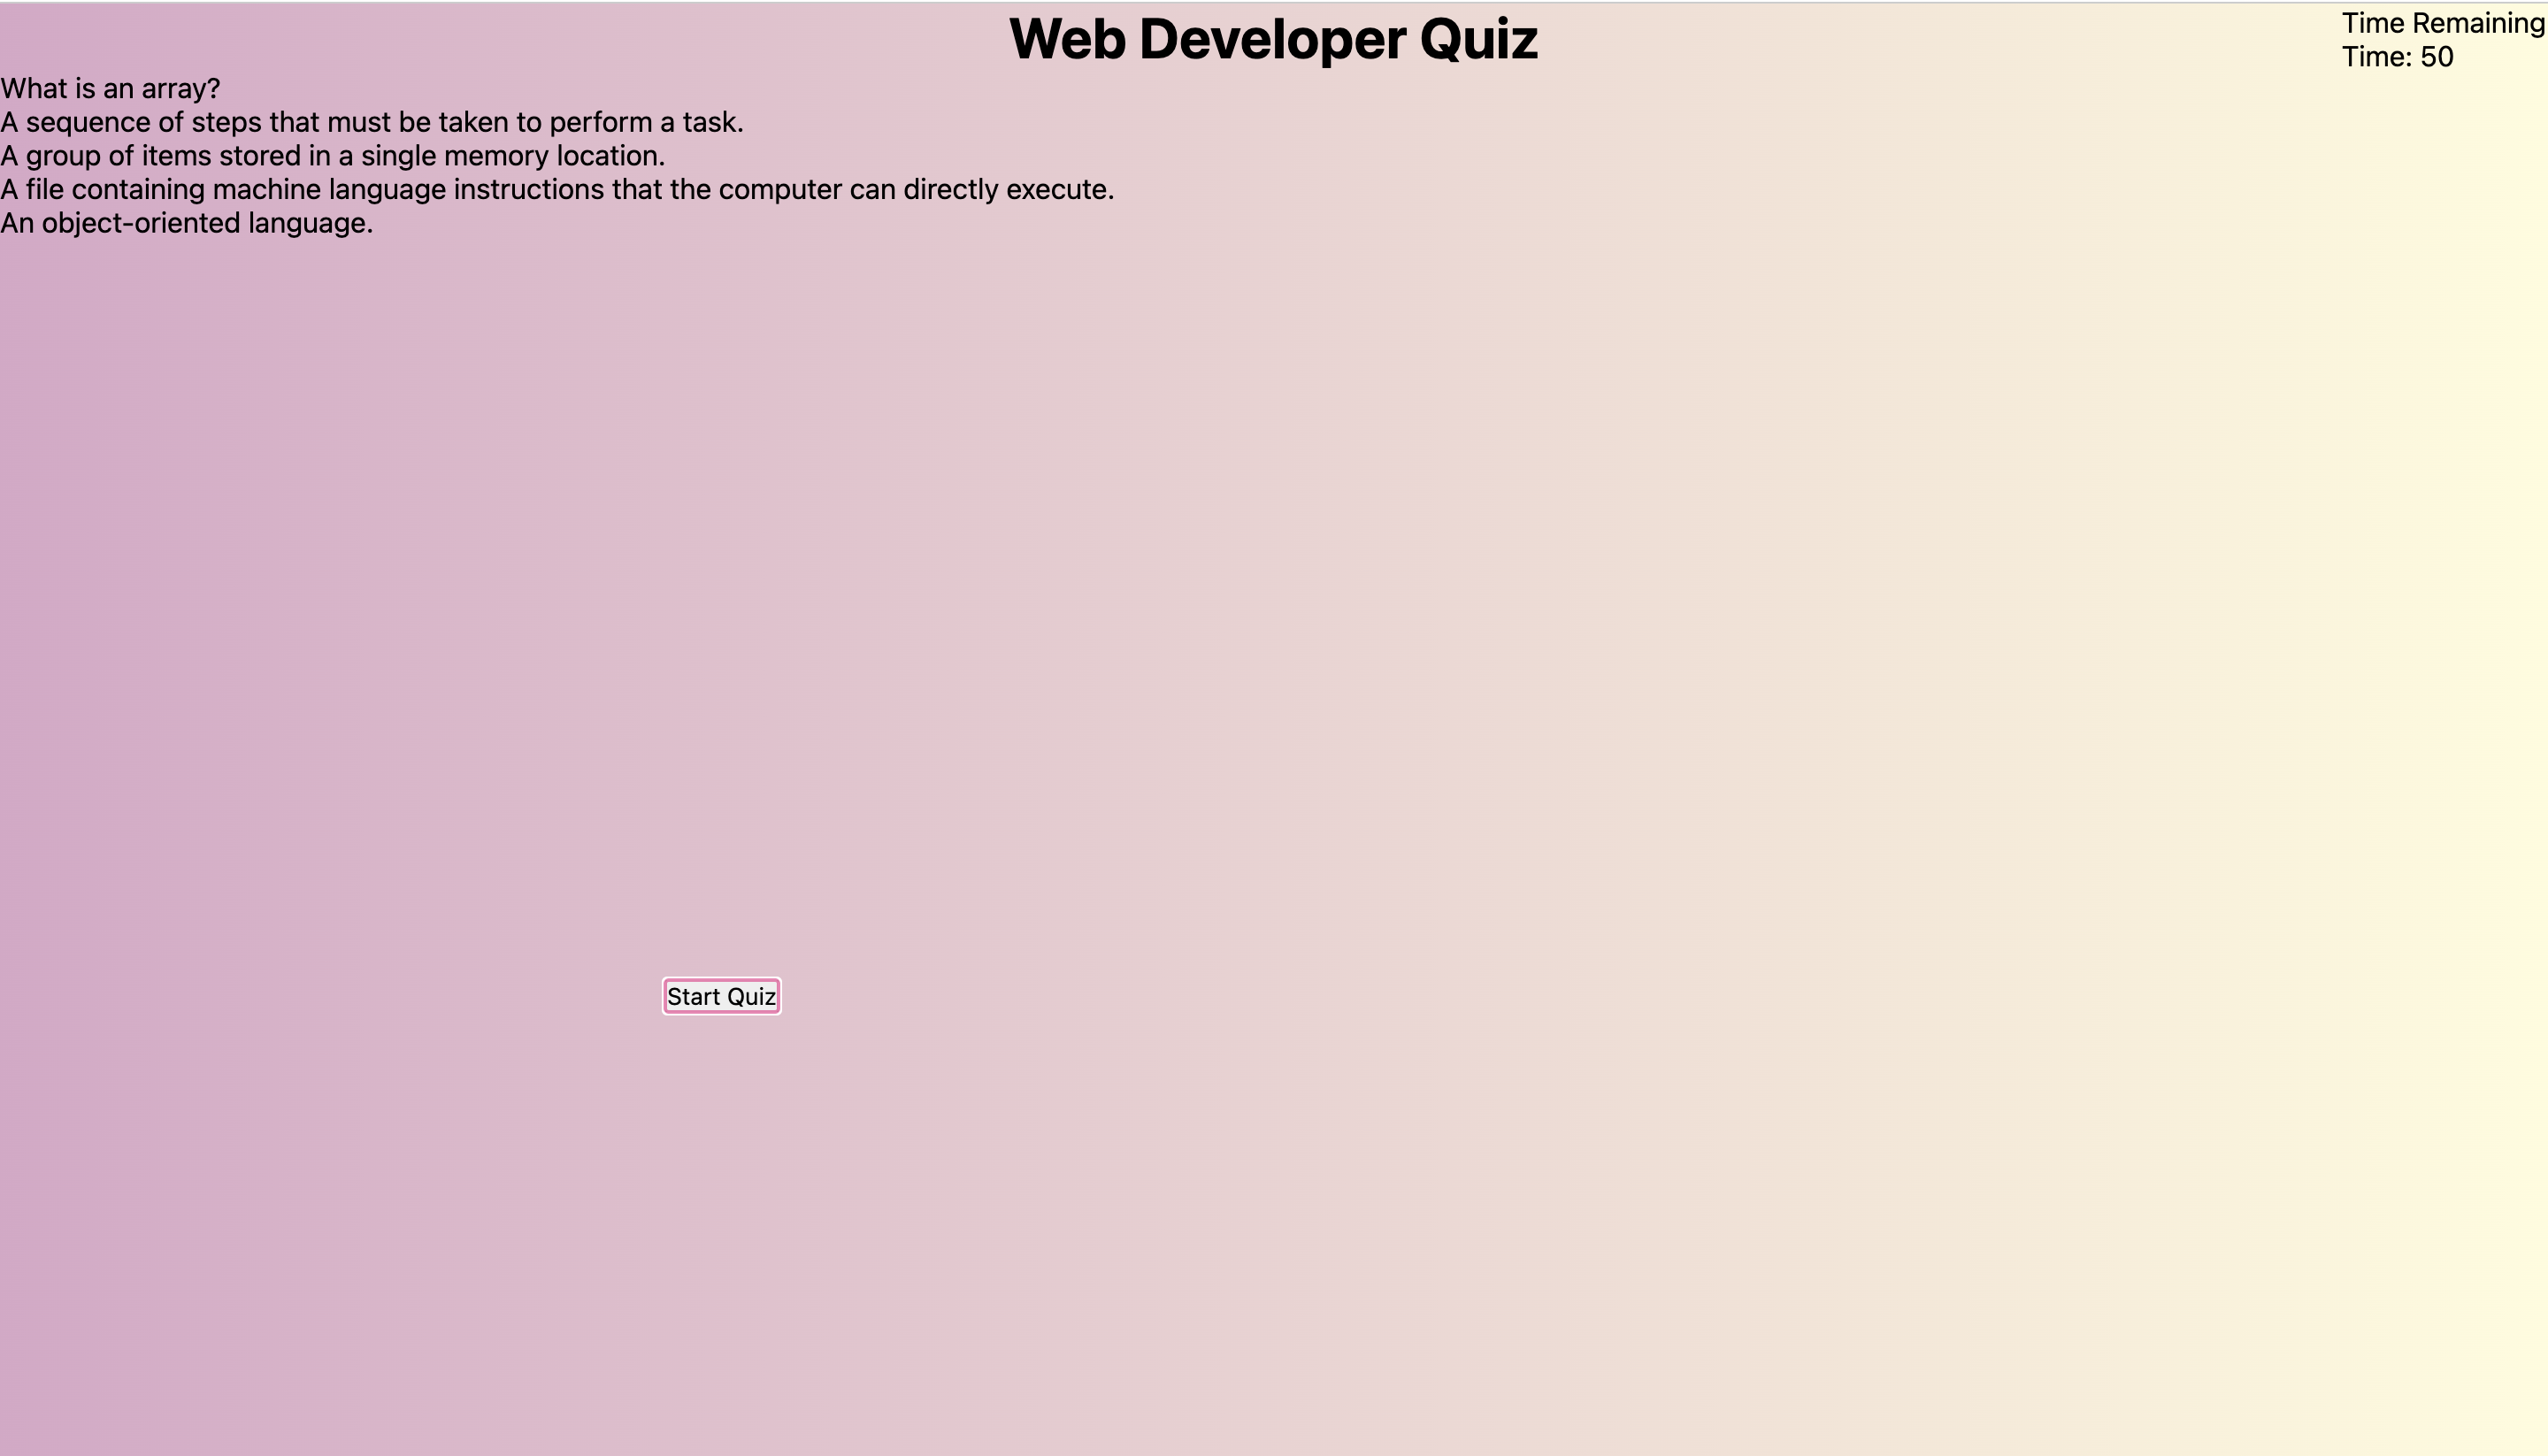 Web Developer Quiz
Time Remaining
Time: 50
What is an array?
A sequence of steps that must be taken to perform a task.
A group of items stored in a single memory location.
A file containing machine language instructions that the computer can directly execute.
An object-oriented language.
Start Quiz